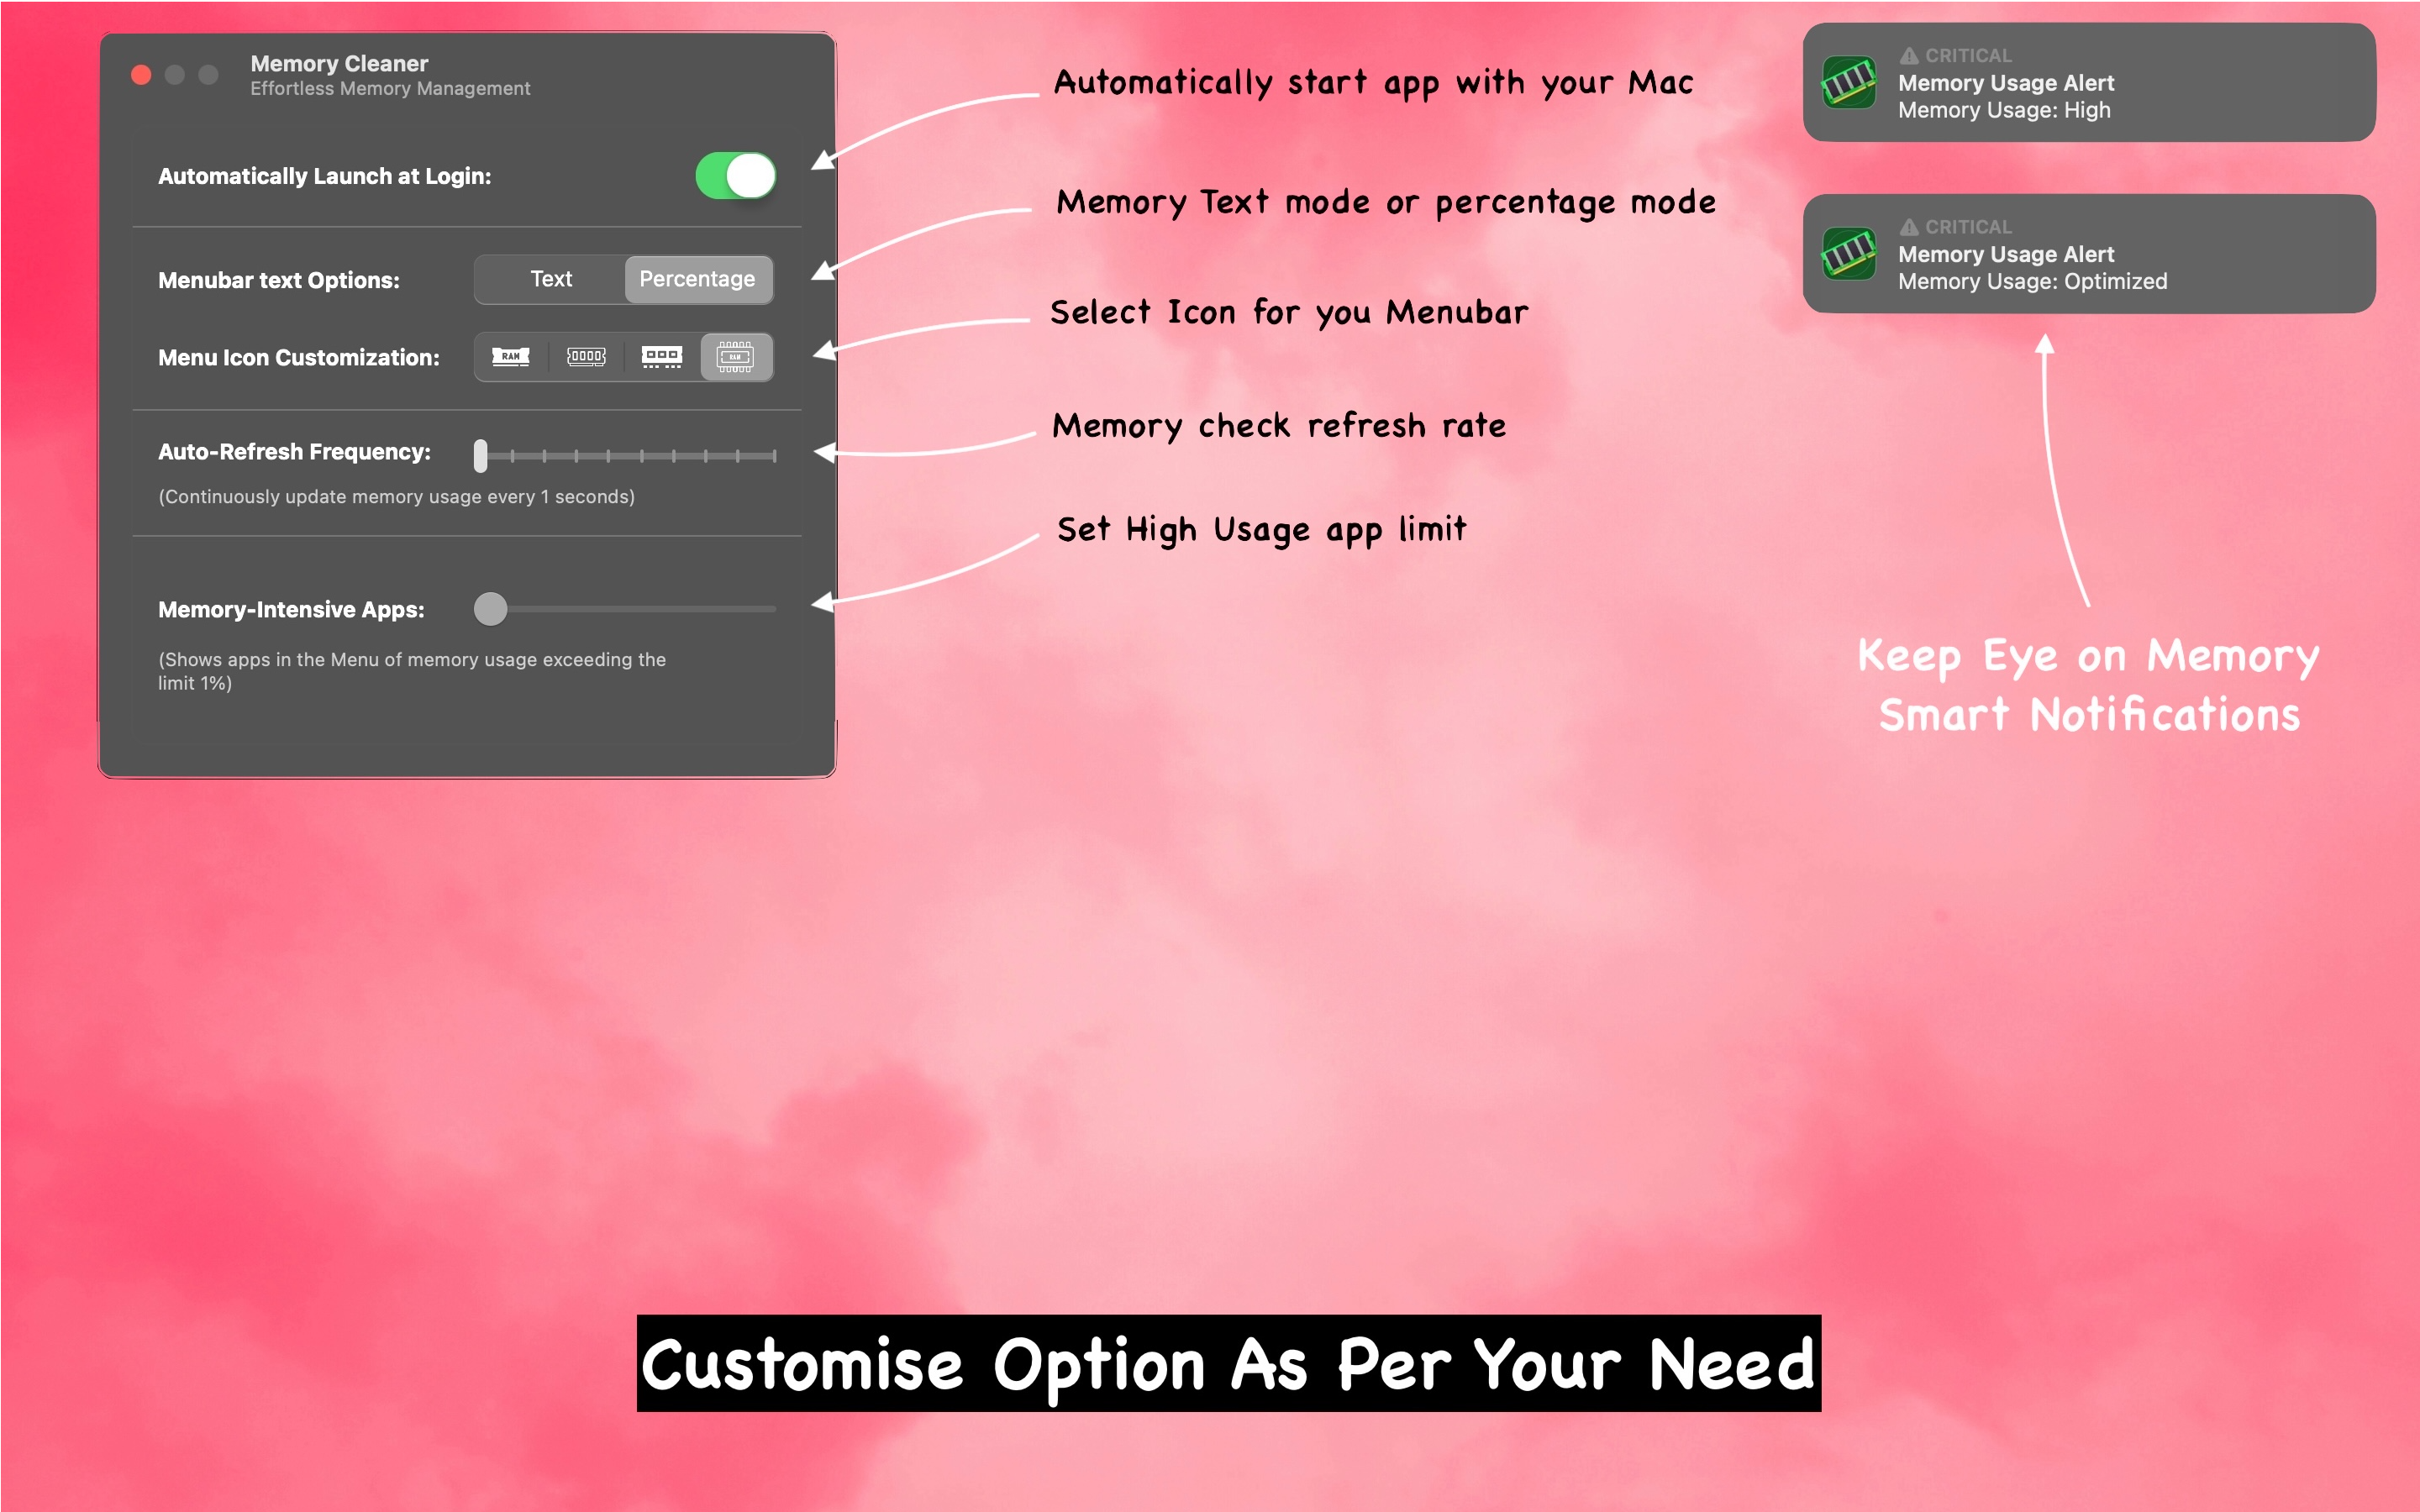 Memory Cleaner
Effortless Memory Management
Automatically Launch at Login:
Menubar text Options:
Text
Percentage
Menu Icon Customization:
RAM
RAM
Auto-Refresh Frequency:
(Continuously update memory usage every 1 seconds)
Memory-Intensive Apps:
(Shows apps in the Menu of memory usage exceeding the
limit 1%)
Automatically start app with your Mac
Memory Text mode or percentage mode
Select Icon for you Menubar
Memory check refresh rate
Set High Usage app limit
CRITICAL
Memory Usage Alert
Memory Usage: High
CRITICAL
Memory Usage Alert
Memory Usage: Optimized
Keep Eye on Memory
Smart Notifications
Customise Option As Per Your Need